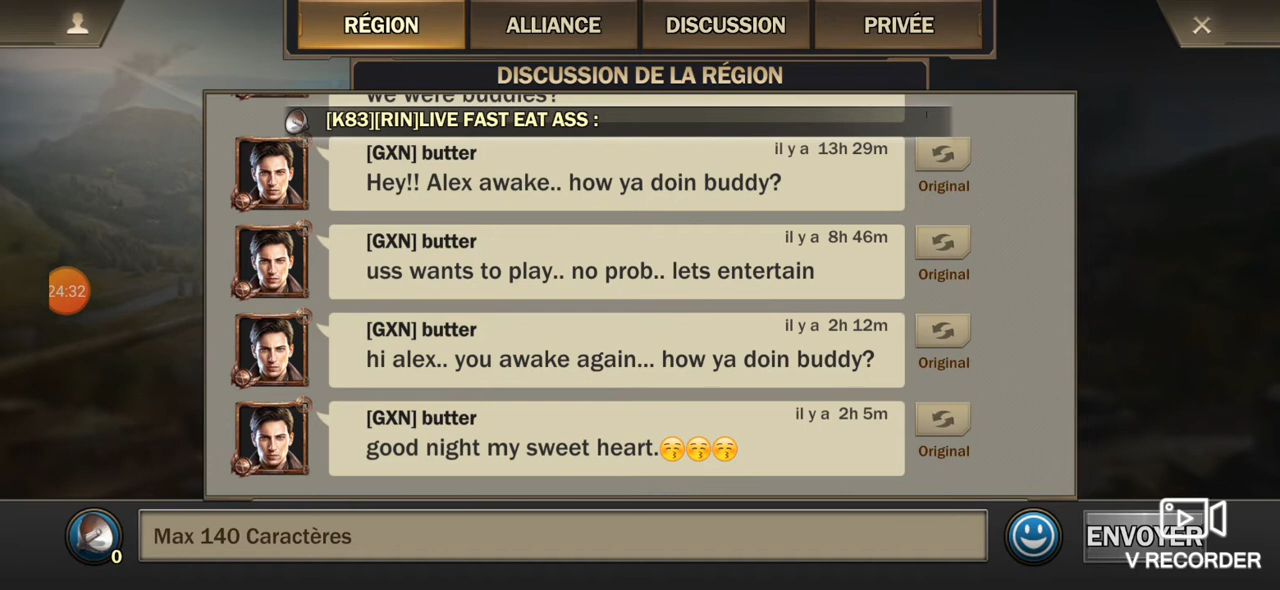 RÉGION
ALLIANCE
DISCUSSION
PRIVÉE
DISCUSSION DE LA RÉGION
we were buddies?
[K83][RIN]LIVE FAST EAT ASS :
[GXN] butter
il y a 13h 29m
Hey!! Alex awake.. how ya doin buddy?
Original
[GXN] butter
il y a 8h 46m
uss wants to play.. no prob.. lets entertain
Original
24:32
[GXN] butter
il y a 2h 12m
hi alex.. you awake again... how ya doin buddy?
Original
[GXN] butter
il y a 2h 5m
good night my sweet heart.😚😚😚
Original
0
Max 140 Caractères
ENVOYER
V RECORDER